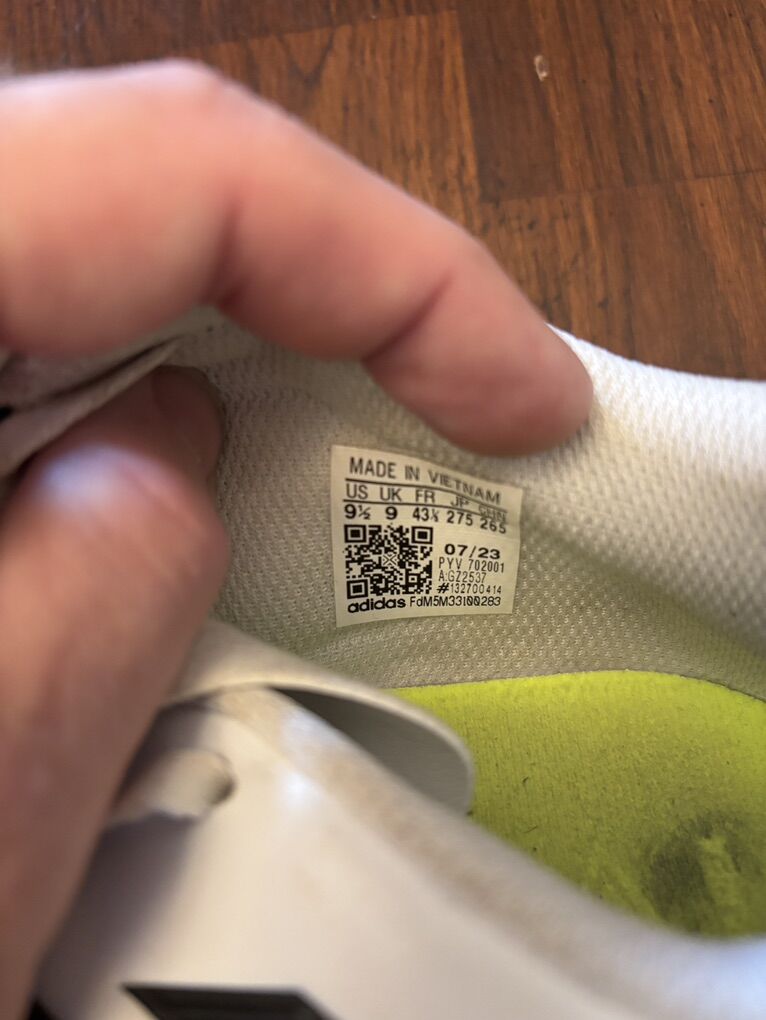 MADE IN VIETNAM
US UK FR JP CHN
9½ 9 43⅓ 275 265
07/23
PYV 702001
A:GZ2537
#132700414
adidas FdM5M33I00283